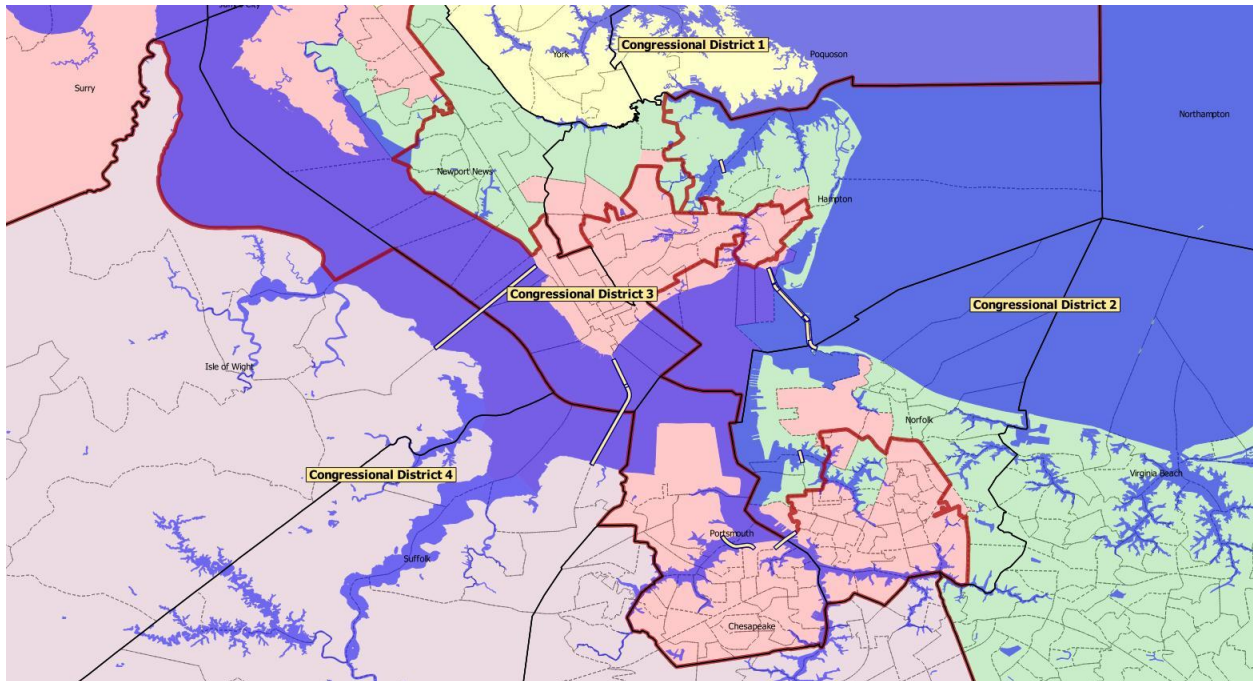 York
Congressional District 1
Poquoson
Surry
Northampton
Newport News
Hampton
Congressional District 3
Congressional District 2
Isle of Wight
Norfolk
Congressional District 4
Virginia Beach
Portsmouth
Suffolk
Chesapeake